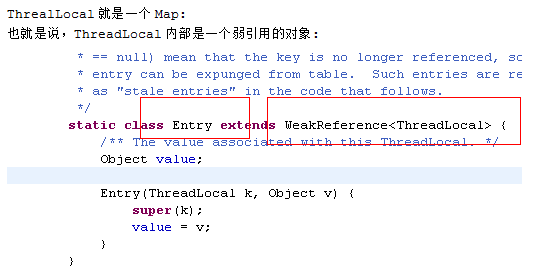 ThrealLocal 就是一个 Map：
也就是说，ThreadLocal 内部是一个弱引用的对象：
* == null) mean that the key is no longer referenced, so
* entry can be expunged from table.  Such entries are re
* as "stale entries" in the code that follows.
*/
static class Entry extends WeakReference<ThreadLocal> {
/** The value associated with this ThreadLocal. */
Object value;
Entry(ThreadLocal k, Object v) {
super(k);
value = v;
}
}